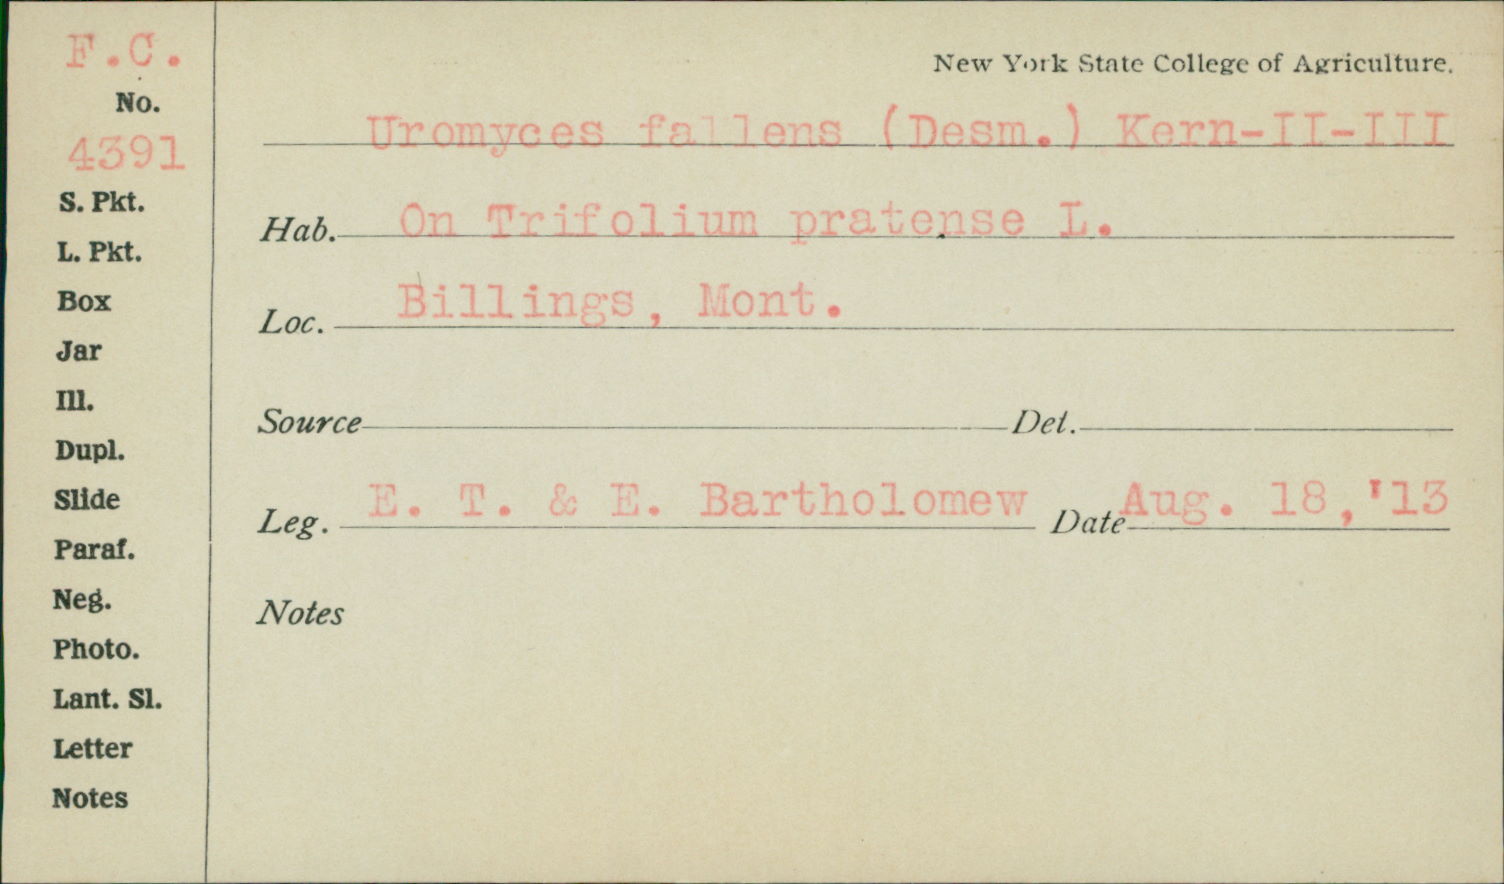 F.C.
No.
4391
S. Pkt.
L. Pkt.
Box
Jar
Ill.
Dupl.
Slide
Paraf.
Neg.
Photo.
Lant. Sl.
Letter
Notes
New York State College of Agriculture.
Uromyces fallens (Desm.) Kern-II-III
Hab. On Trifolium pratense L.
Loc. Billings, Mont.
Source Det.
Leg. E. T. & E. Bartholomew Date Aug. 18,'13
Notes